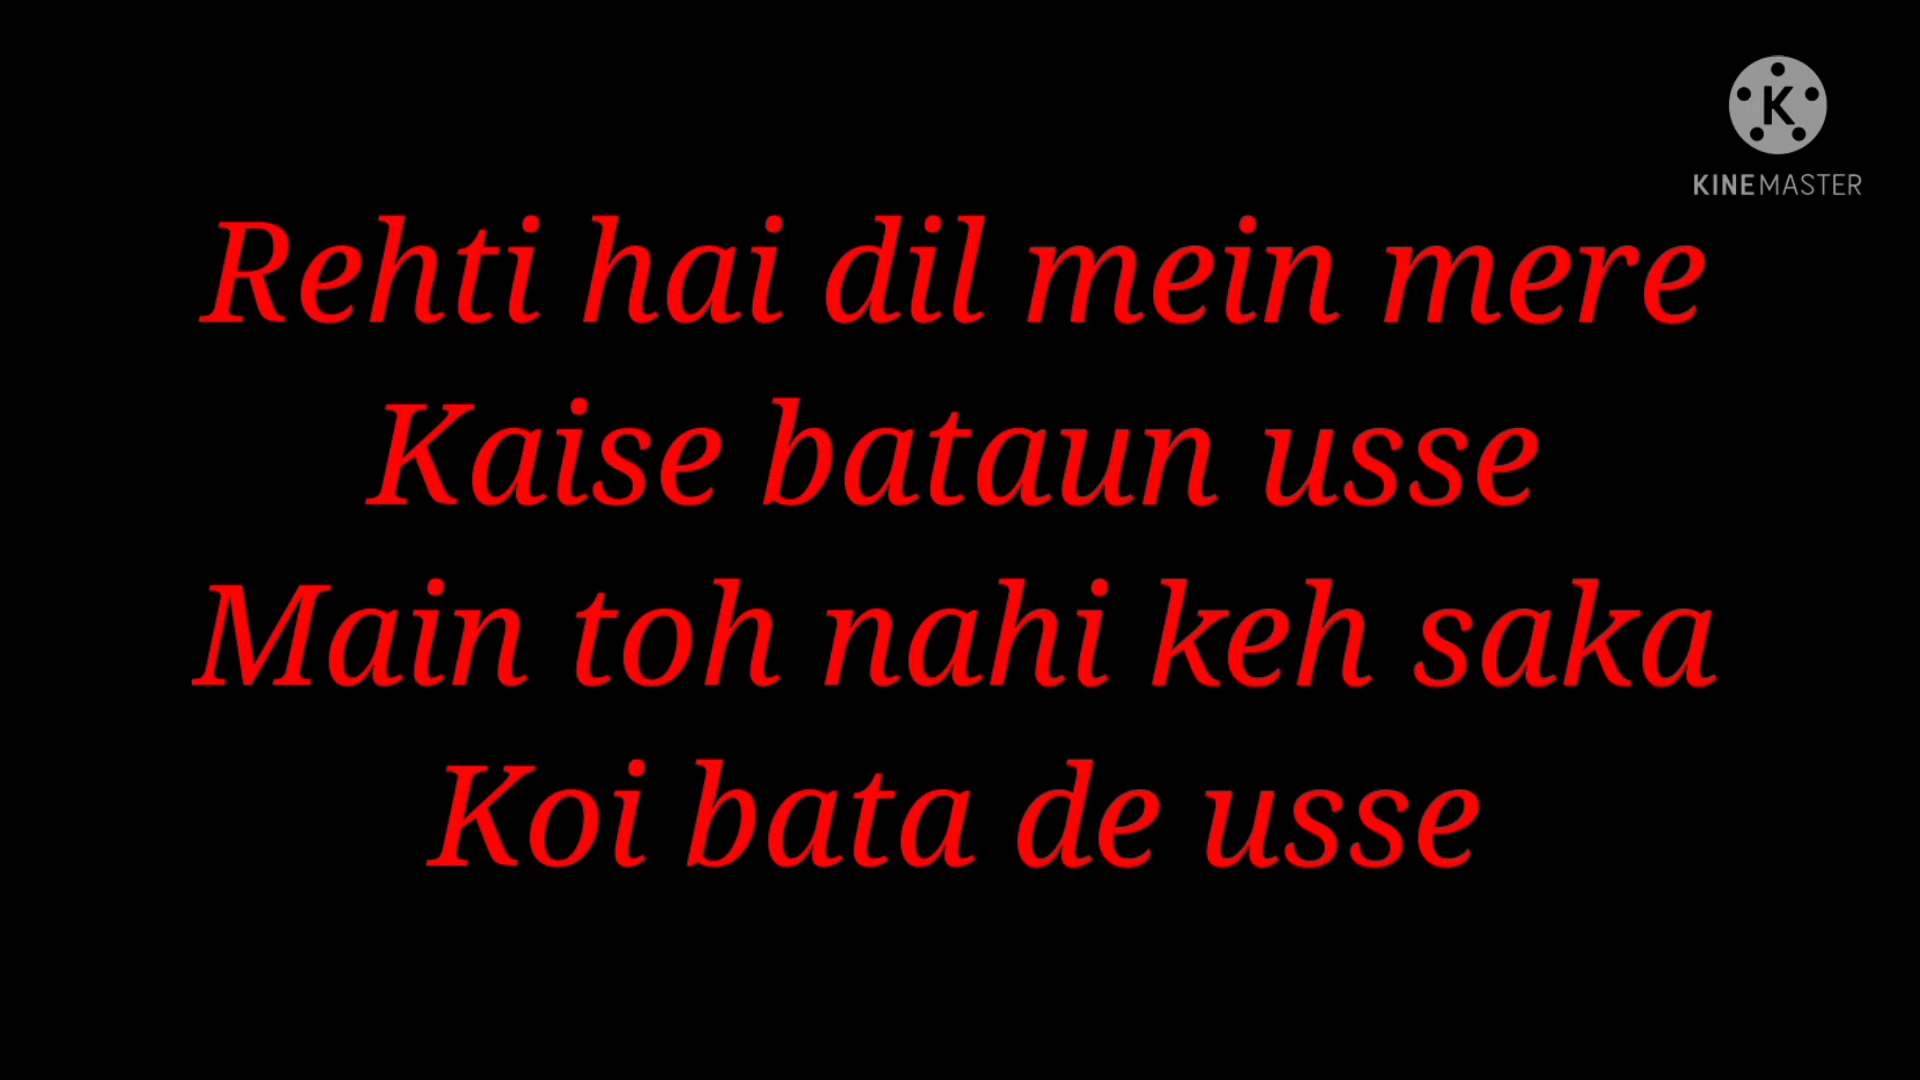 KINEMASTER
Rehti hai dil mein mere
Kaise bataun usse
Main toh nahi keh saka
Koi bata de usse